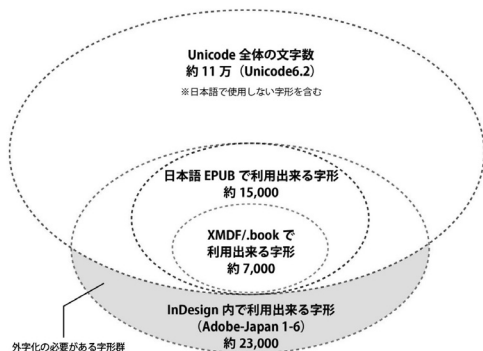 Unicode 全体の文字数
約 11 万（Unicode6.2）
※日本語で使用しない字形を含む
日本語 EPUB で利用出来る字形
約 15,000
XMDF/.book で
利用出来る字形
約 7,000
InDesign 内で利用出来る字形
（Adobe-Japan 1-6）
約 23,000
外字化の必要がある字形群